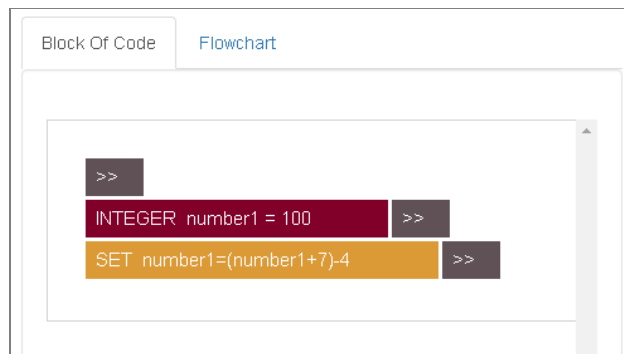 Block Of Code Flowchart
>>
INTEGER number1 = 100 >>
SET number1=(number1+7)-4 >>